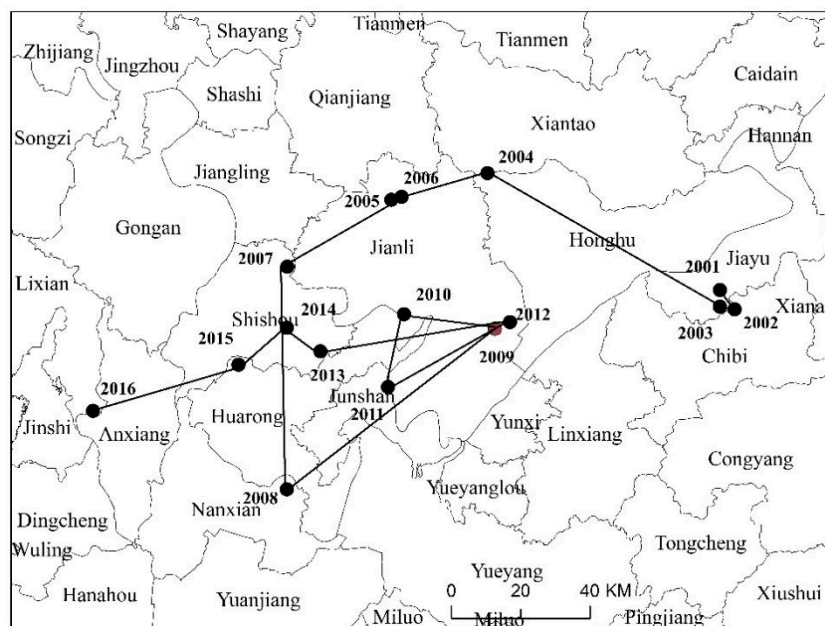 Tianmen
Shayang
Zhijiang
Jingzhou
Tianmen
Caidain
Shashi
Qianjiang
Xiantao
Hannan
Songzi
Jiangling
2004
2006
2005
Gongan
Jianli
Honghu
Jiayu
2007
2001
Lixian
Xiana
2010
2014
2012
2003
2002
Shishou
2015
2009
Chibi
2013
2016
Junshan
2011
Huarong
Jinshi
Anxiang
Yunxi
Linxiang
Congyang
Yueyanglou
2008
Nanxian
Dingcheng
Wuling
Tongcheng
Yueyang
0 20 40 KM
Hanahou
Yuanjiang
Xiushui
Miluo
Miluo
Pingjiang